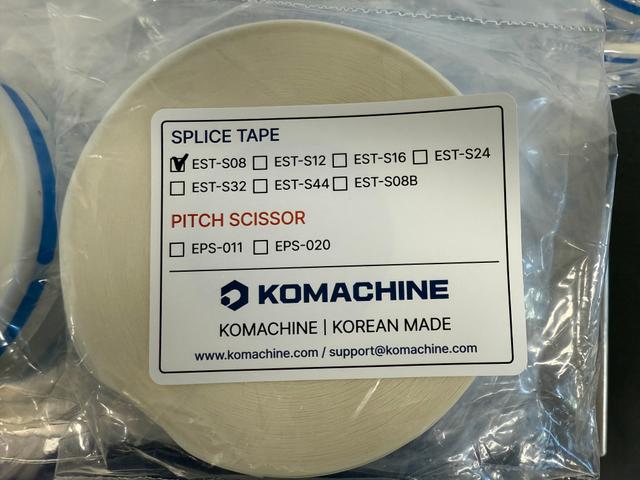 SPLICE TAPE
☑ EST-S08 ☐ EST-S12 ☐ EST-S16 ☐ EST-S24
☐ EST-S32 ☐ EST-S44 ☐ EST-S08B
PITCH SCISSOR
☐ EPS-011 ☐ EPS-020
KOMACHINE
KOMACHINE | KOREAN MADE
www.komachine.com / support@komachine.com